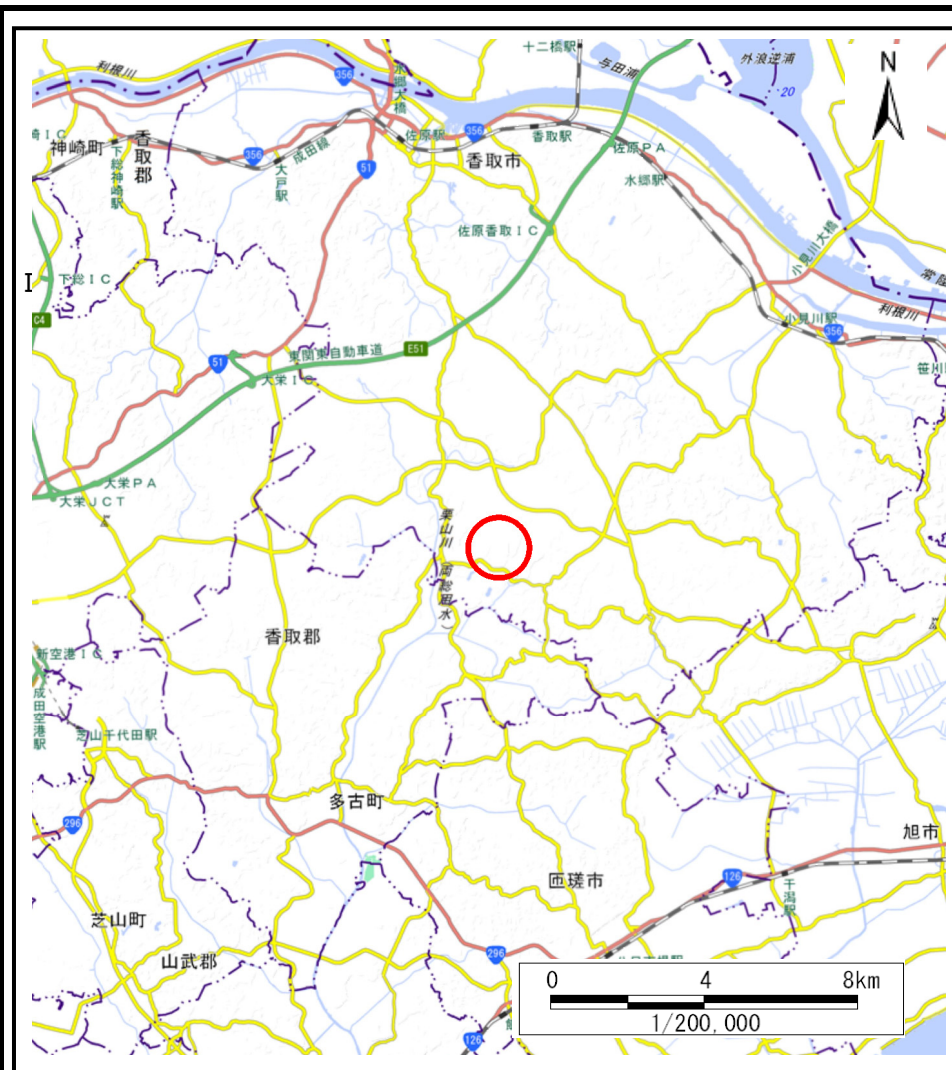 十二橋駅
外浪逆浦
与田浦
N
利根川
水郷大橋
356
20
佐原駅
356
香取駅
崎IC
神崎町
香取郡
下総神崎駅
356
成田線
大戸駅
51
香取市
佐原PA
水郷駅
佐原香取IC
小見川大橋
常陸
下総IC
利根川
C4
小見川駅
356
東関東自動車道
E51
51
大栄IC
笹川
大栄PA
大栄JCT
栗山川(両総用水)
香取郡
新空港IC
成田空港駅
芝山千代田駅
多古町
296
旭市
126
干潟駅
匝瑳市
芝山町
山武郡
296
0 4 8km
1/200,000
126